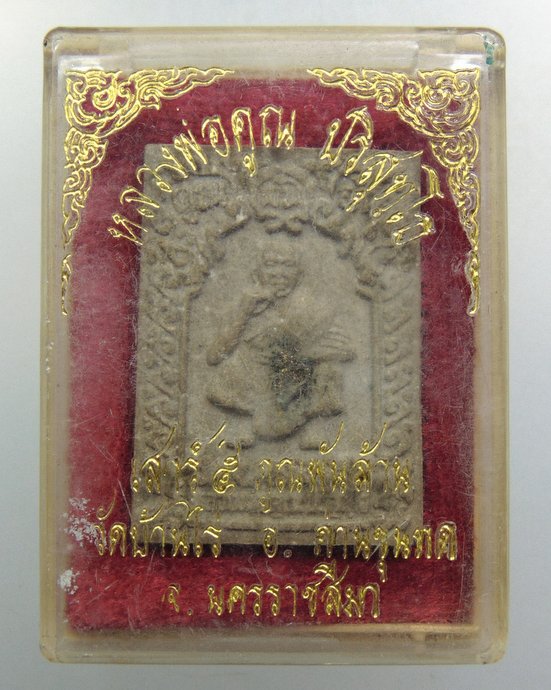 หลวงพ่อคูณ ปริสุทฺโธ
เสาร์ ๕ คูณพันล้าน
วัดบ้านไร่ อ. ด่านขุนทด
จ. นครราชสีมา